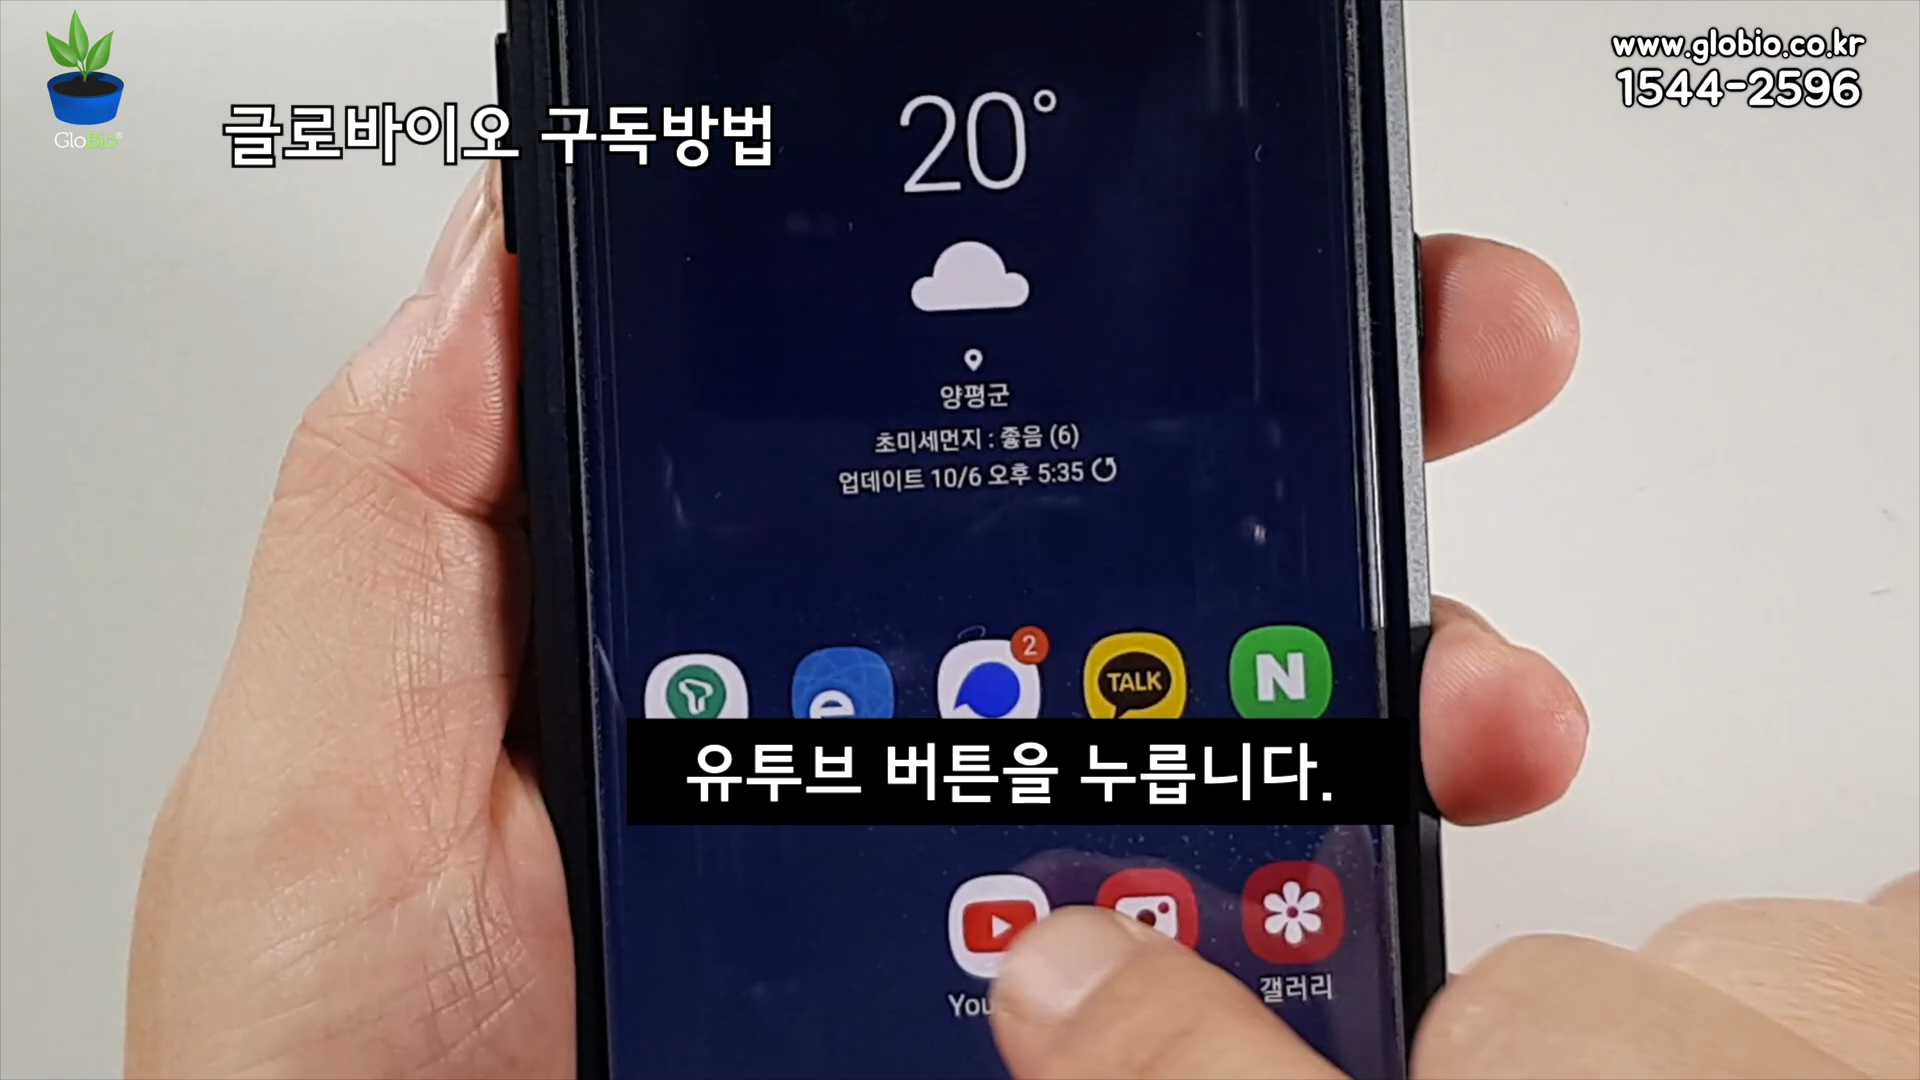 www.globio.co.kr
1544-2596
GloBio®
글로바이오 구독방법
20°
양평군
초미세먼지 : 좋음 (6)
업데이트 10/6 오후 5:35
2
TALK
N
유투브 버튼을 누릅니다.
갤러리